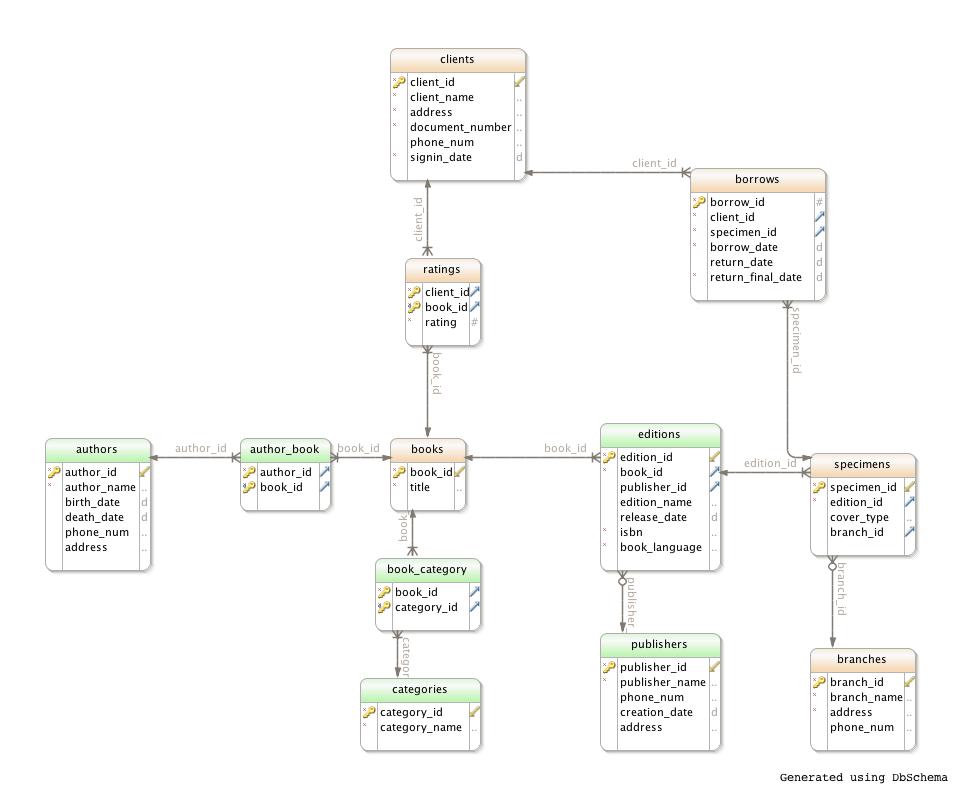 clients
client_id
client_name
address
document_number
phone_num
signin_date
d
client_id
borrows
borrow_id
#
client_id
specimen_id
borrow_date
d
return_date
d
return_final_date
d
client_id
ratings
client_id
book_id
rating
#
specimen_id
book_id
authors
author_id
author_name
birth_date
d
death_date
d
phone_num
address
author_id
author_book
author_id
book_id
book_id
books
book_id
title
book_id
editions
edition_id
book_id
publisher_id
edition_name
release_date
d
isbn
book_language
edition_id
specimens
specimen_id
edition_id
cover_type
branch_id
book_
book_category
book_id
category_id
categor
categories
category_id
category_name
publisher_
publishers
publisher_id
publisher_name
phone_num
creation_date
d
address
branch_id
branches
branch_id
branch_name
address
phone_num
Generated using DbSchema